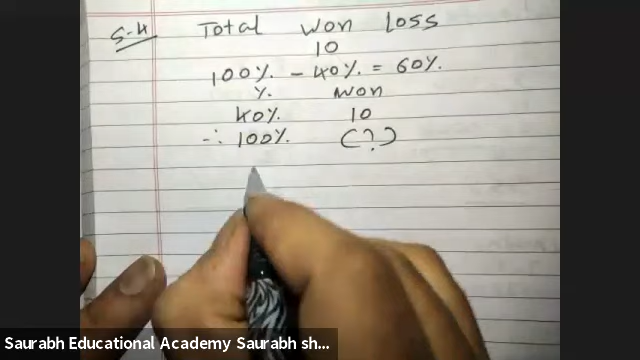 S-4 Total Won Loss
10
100% - 40% = 60%.
% Won
40% 10
∴ 100% (?)
Saurabh Educational Academy Saurabh sh...